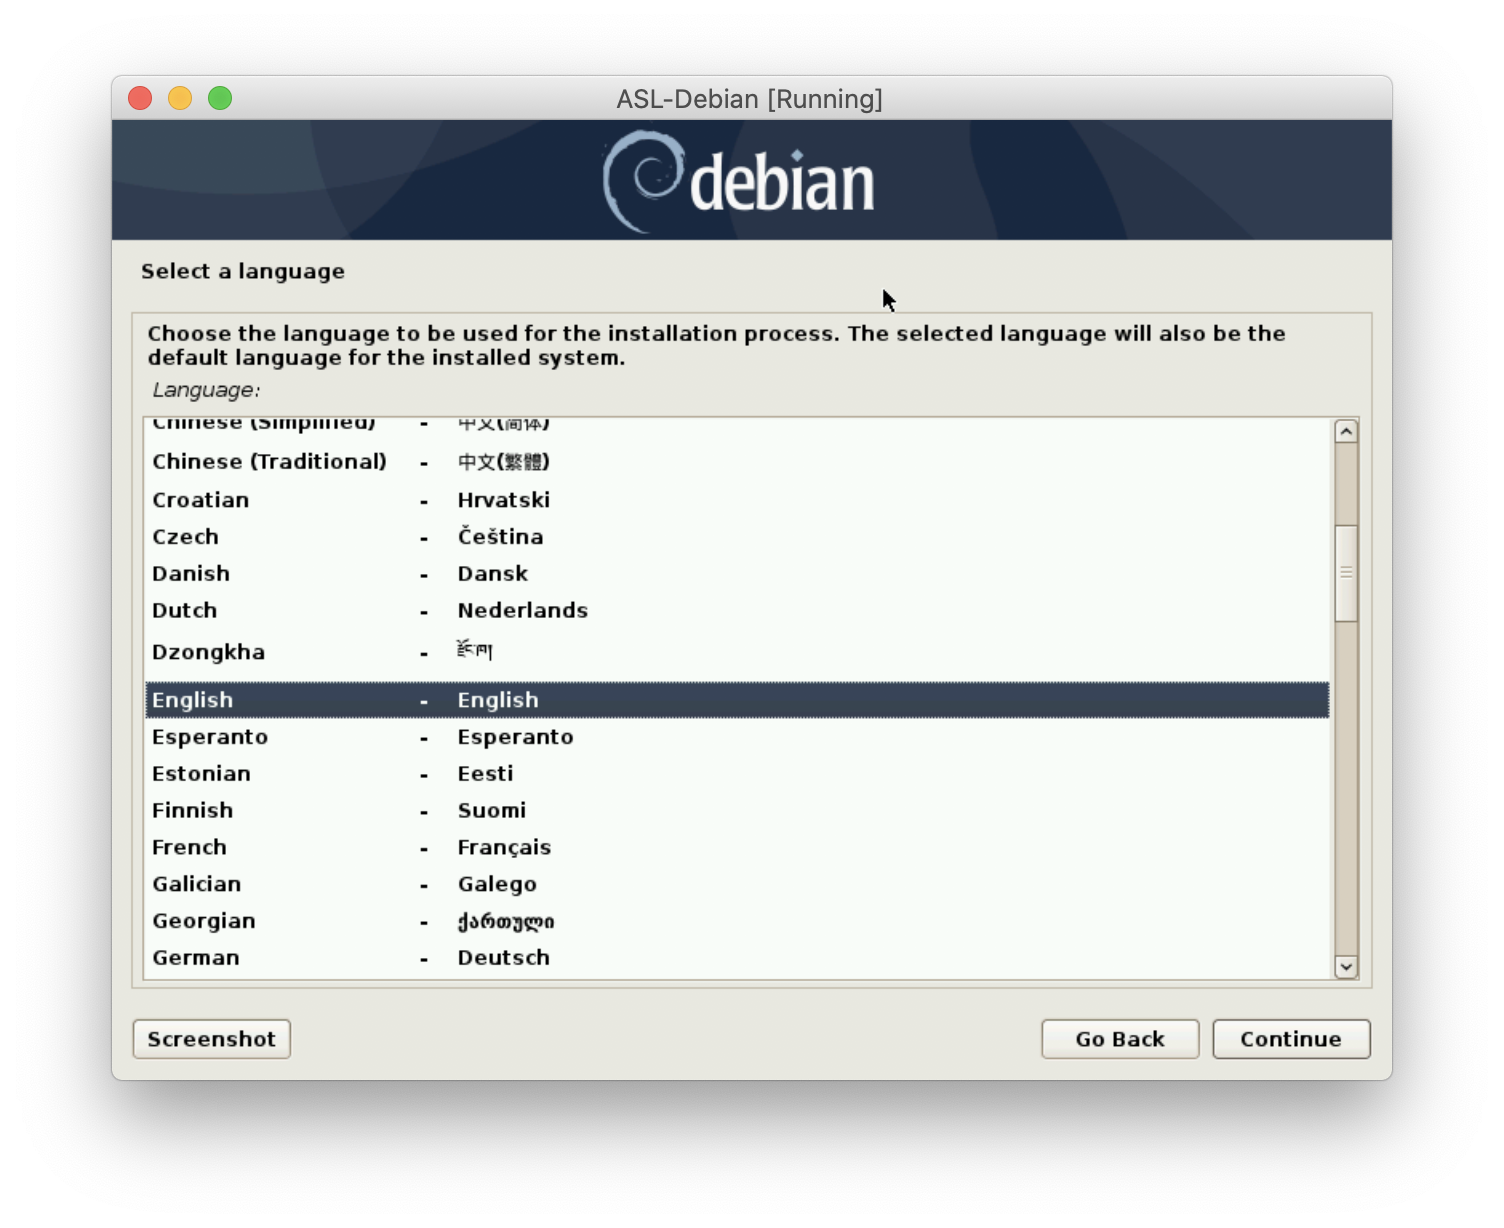 ASL-Debian [Running]
debian
Select a language
Choose the language to be used for the installation process. The selected language will also be the
default language for the installed system.
Language:
Chinese (Simplified) - 中文(简体)
Chinese (Traditional) - 中文(繁體)
Croatian - Hrvatski
Czech - Čeština
Danish - Dansk
Dutch - Nederlands
Dzongkha - རྫོང་ཁ།
English - English
Esperanto - Esperanto
Estonian - Eesti
Finnish - Suomi
French - Français
Galician - Galego
Georgian - ქართული
German - Deutsch
Screenshot Go Back Continue